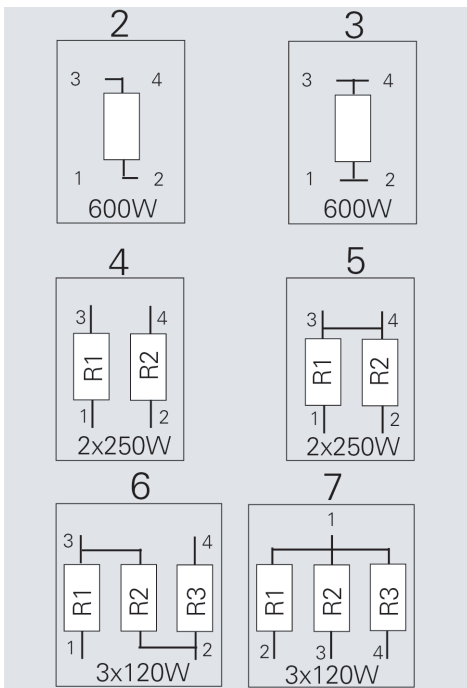 2 3
3 4 3 4
1 2 1 2
600W 600W
4 5
3 4 3 4
R1 R2 R1 R2
1 2 1 2
2x250W 2x250W
6 7
3 4 1
R1 R2 R3 R1 R2 R3
1 2 2 3 4
3x120W 3x120W